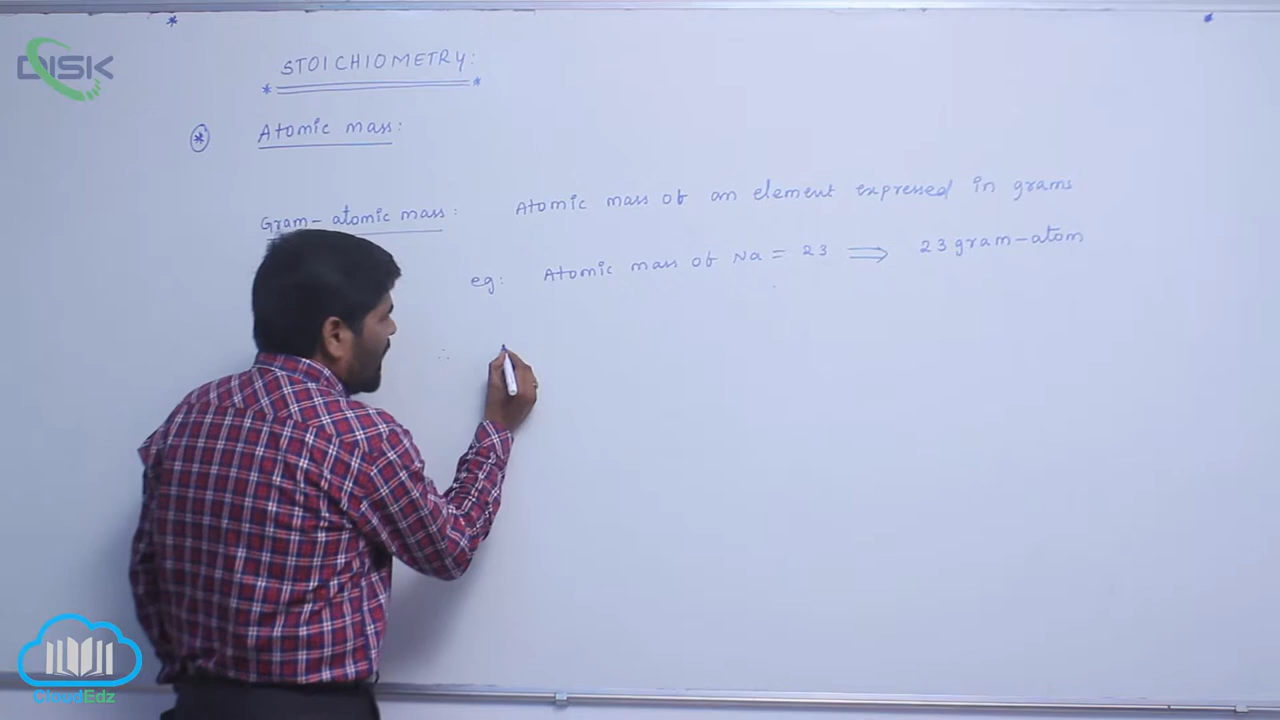 DISK
STOICHIOMETRY:
Atomic mass:
Gram-atomic mass: Atomic mass of an element expressed in grams
eg: Atomic mass of Na = 23 ⟹ 23 gram-atom
∴
CloudEdz